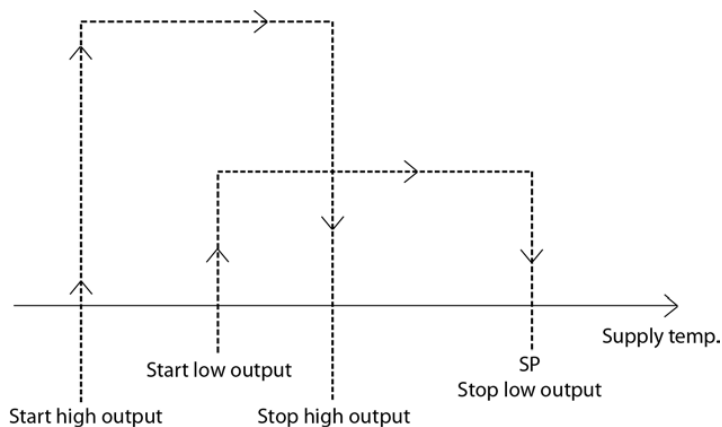 Supply temp.
Start low output
SP
Stop low output
Start high output
Stop high output